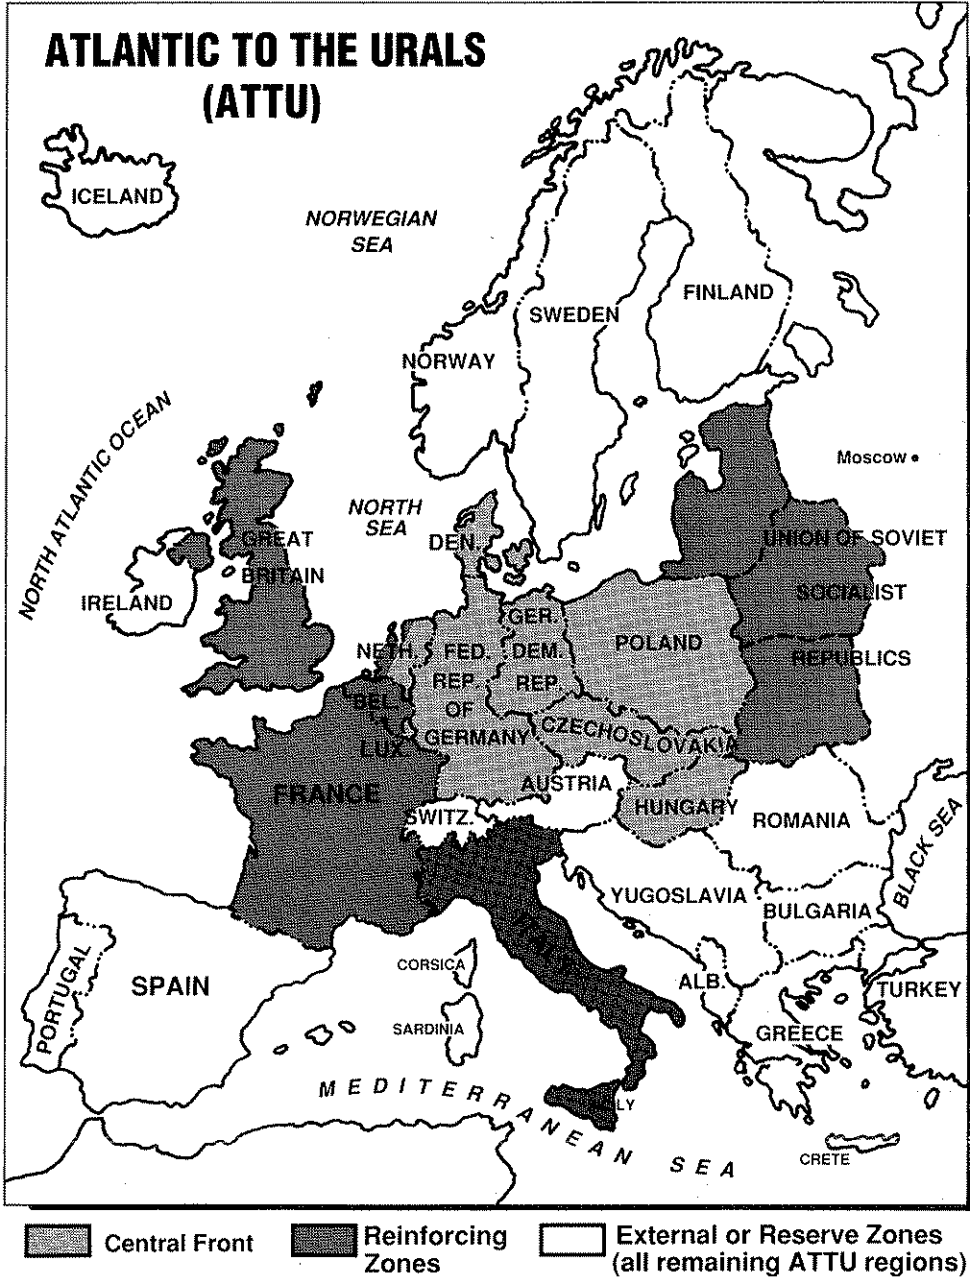 ATLANTIC TO THE URALS
(ATTU)
ICELAND
NORWEGIAN
SEA
FINLAND
SWEDEN
NORWAY
NORTH ATLANTIC OCEAN
Moscow
NORTH
SEA
DEN.
GREAT
BRITAIN
IRELAND
UNION OF SOVIET
SOCIALIST
REPUBLICS
NETH.
FED.
REP.
OF
GERMANY
GER.
DEM.
REP.
POLAND
BEL.
LUX.
CZECHOSLOVAKIA
FRANCE
AUSTRIA
SWITZ.
HUNGARY
ROMANIA
BLACK SEA
YUGOSLAVIA
BULGARIA
ITALY
PORTUGAL
SPAIN
CORSICA
SARDINIA
ALB.
GREECE
TURKEY
MEDITERRANEAN SEA
LY
CRETE
Central Front
Reinforcing
Zones
External or Reserve Zones
(all remaining ATTU regions)